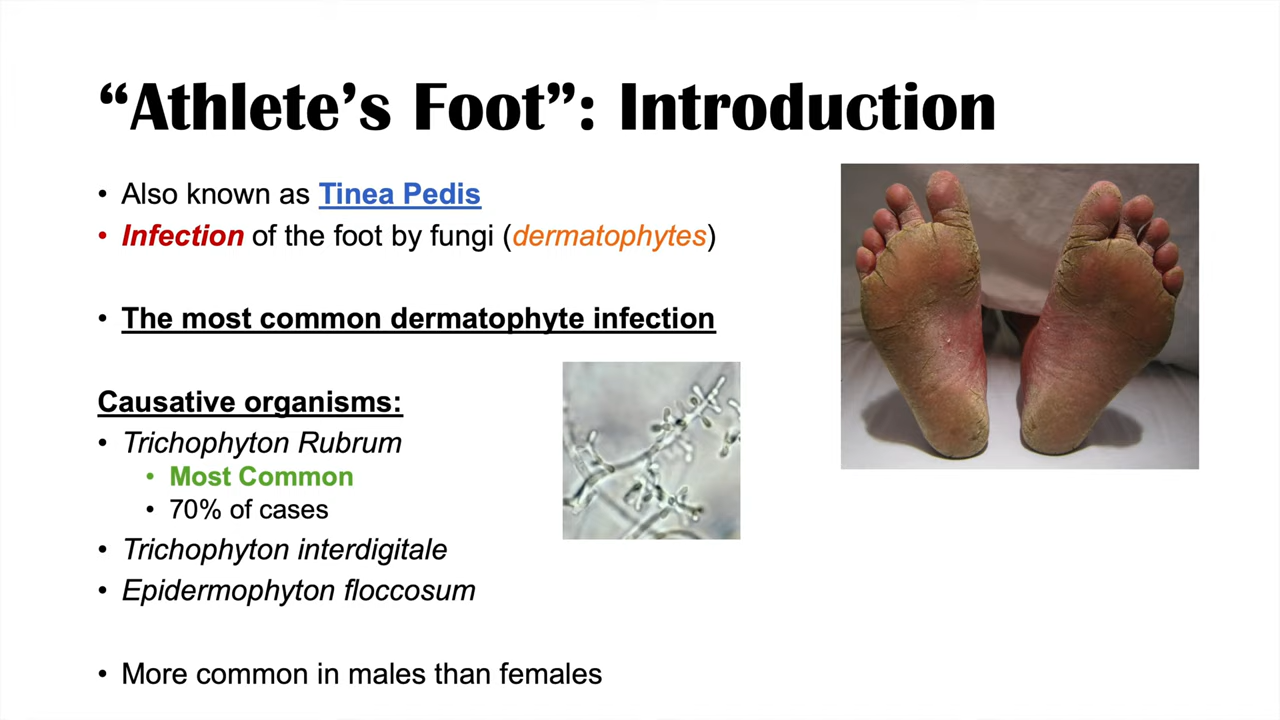 “Athlete’s Foot”: Introduction
• Also known as Tinea Pedis
• Infection of the foot by fungi (dermatophytes)
• The most common dermatophyte infection
Causative organisms:
• Trichophyton Rubrum
• Most Common
• 70% of cases
• Trichophyton interdigitale
• Epidermophyton floccosum
• More common in males than females